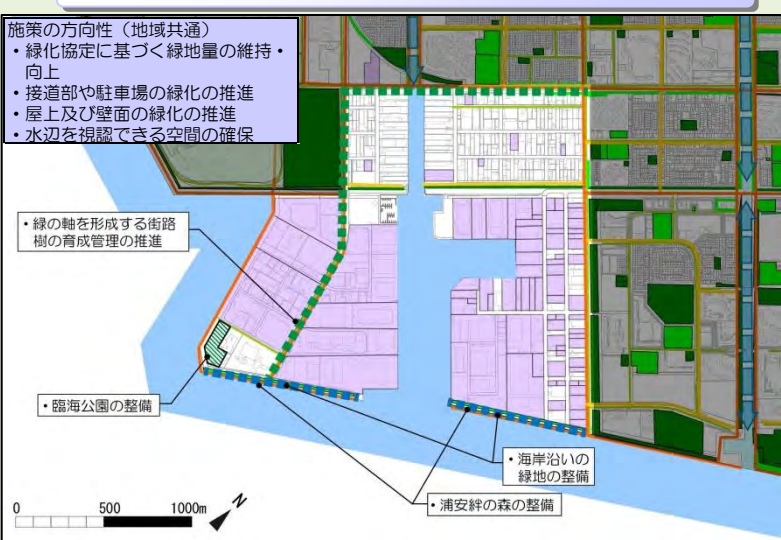 施策の方向性（地域共通）
・緑化協定に基づく緑地量の維持・
向上
・接道部や駐車場の緑化の推進
・屋上及び壁面の緑化の推進
・水辺を視認できる空間の確保
・緑の軸を形成する街路
樹の育成管理の推進
・臨海公園の整備
・海岸沿いの
緑地の整備
・浦安絆の森の整備
0 500 1000m
N